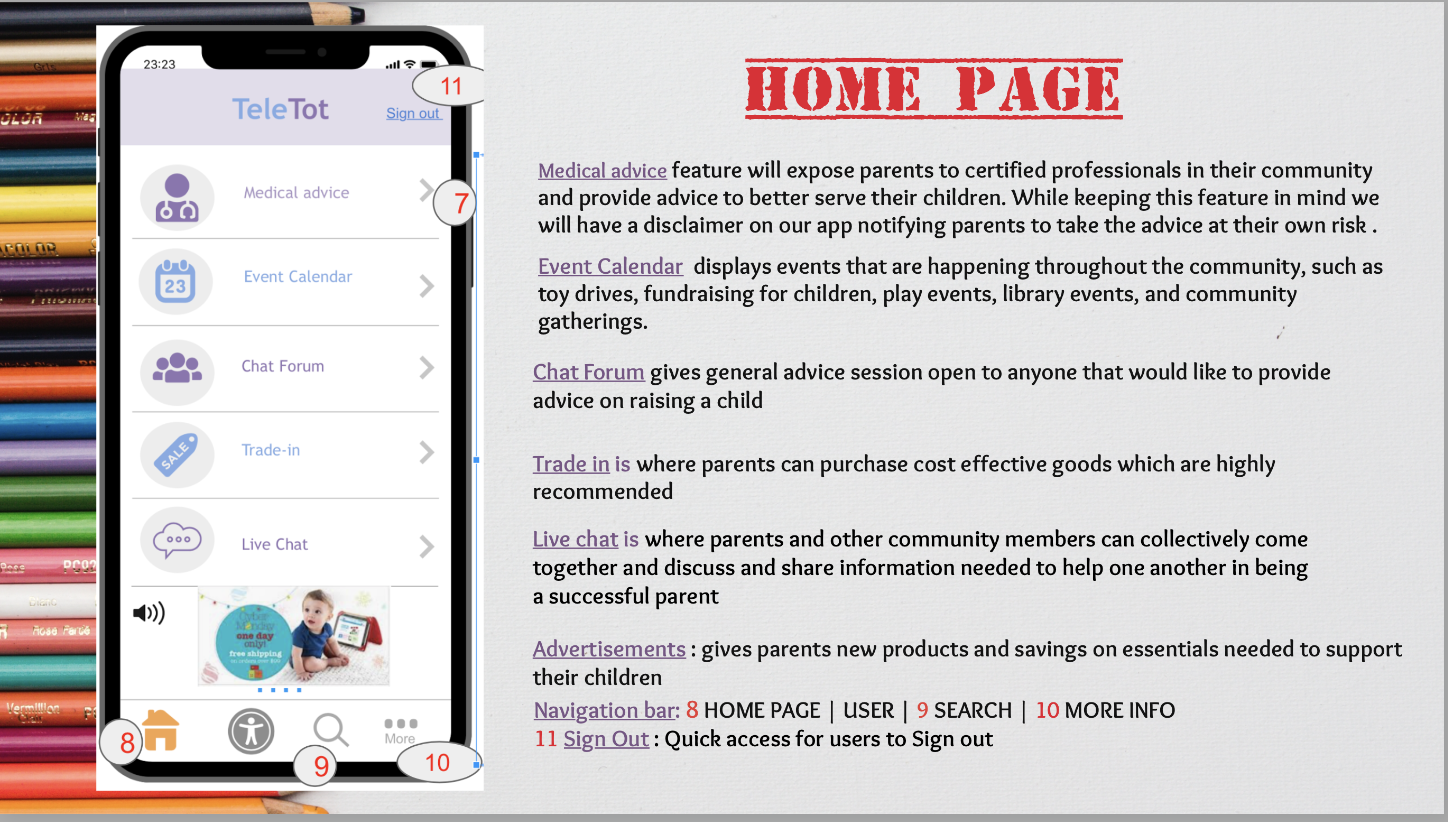 23:23
11
TeleTot
Sign out
Medical advice
7
Event Calendar
23
Chat Forum
Trade-in
SALE
Live Chat
Cyber
Monday
one day
only!
free shipping
8
9
More
10
HOME PAGE
Medical advice feature will expose parents to certified professionals in their community
and provide advice to better serve their children. While keeping this feature in mind we
will have a disclaimer on our app notifying parents to take the advice at their own risk .
Event Calendar displays events that are happening throughout the community, such as
toy drives, fundraising for children, play events, library events, and community
gatherings.
Chat Forum gives general advice session open to anyone that would like to provide
advice on raising a child
Trade in is where parents can purchase cost effective goods which are highly
recommended
Live chat is where parents and other community members can collectively come
together and discuss and share information needed to help one another in being
a successful parent
Advertisements : gives parents new products and savings on essentials needed to support
their children
Navigation bar: 8 HOME PAGE | USER | 9 SEARCH | 10 MORE INFO
11 Sign Out : Quick access for users to Sign out